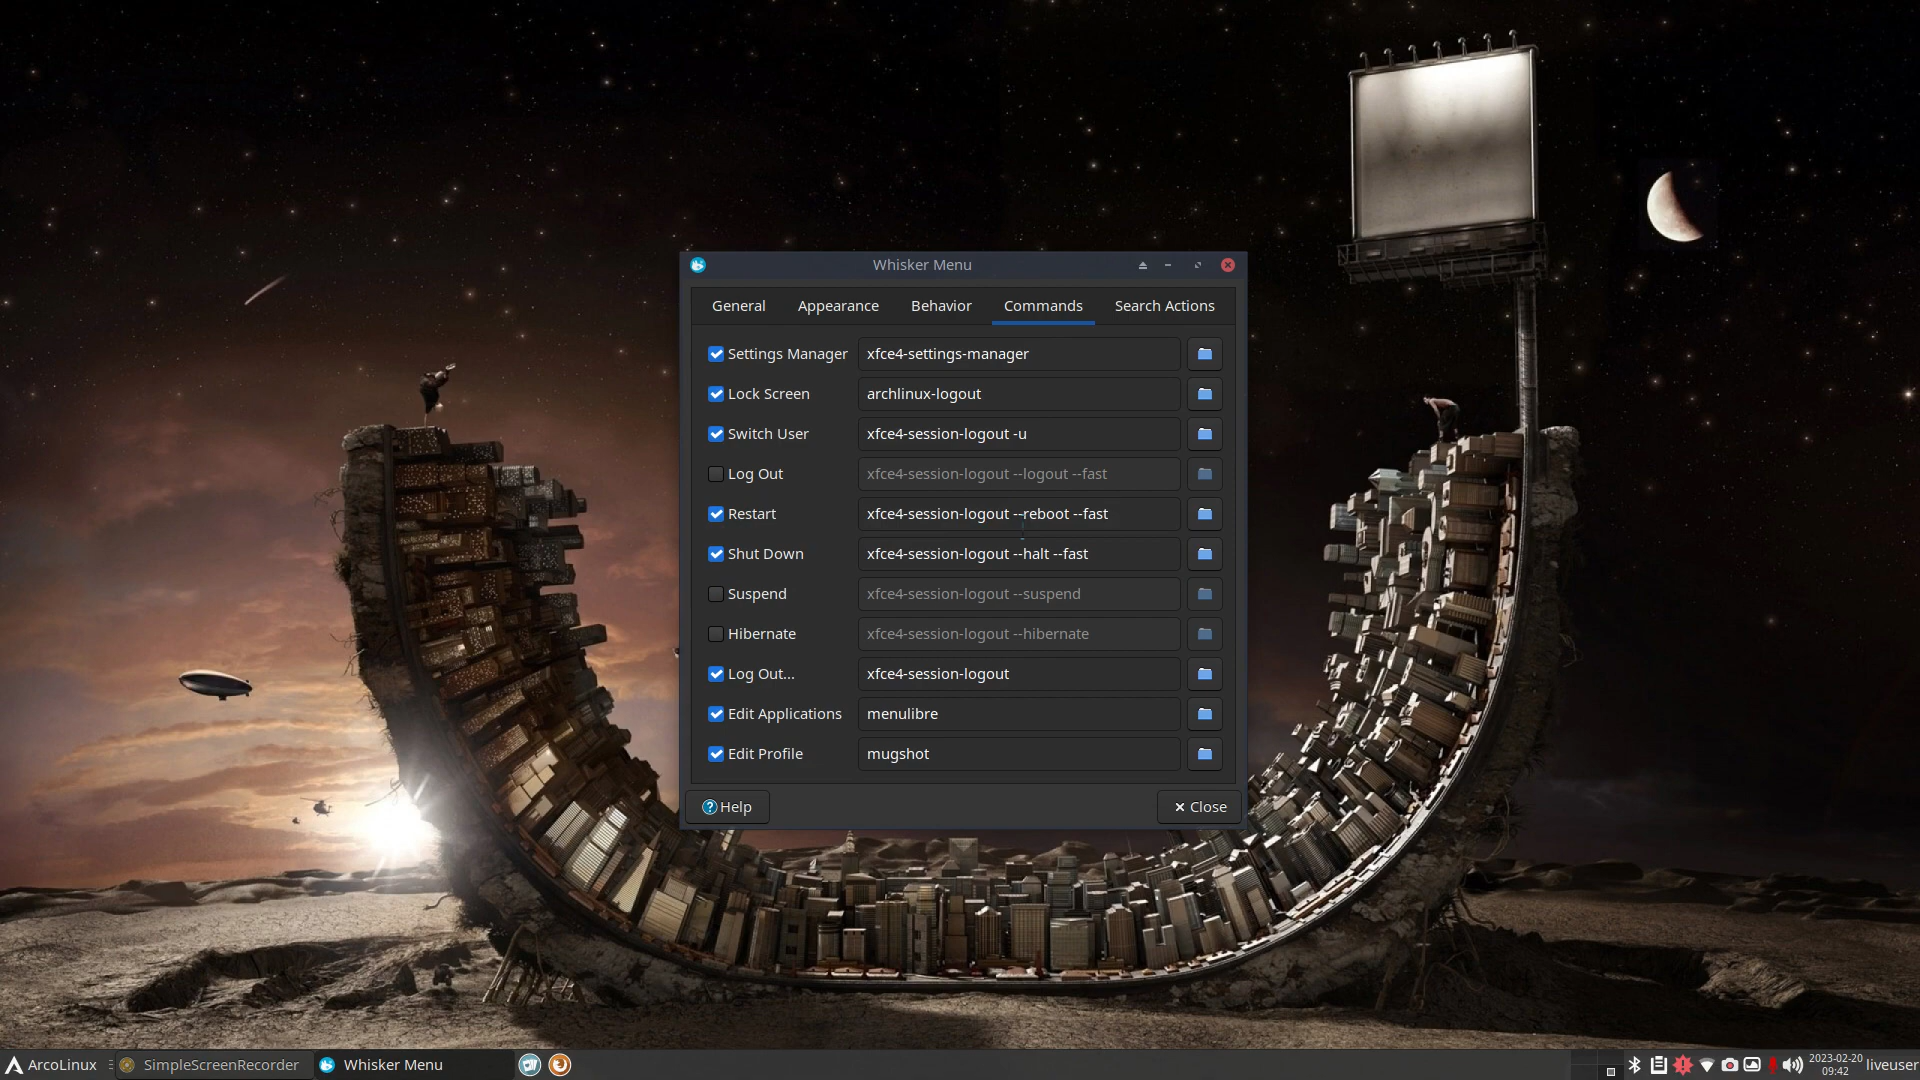 Whisker Menu
General Appearance Behavior Commands Search Actions
Settings Manager xfce4-settings-manager
Lock Screen archlinux-logout
Switch User xfce4-session-logout -u
Log Out xfce4-session-logout --logout --fast
Restart xfce4-session-logout --reboot --fast
Shut Down xfce4-session-logout --halt --fast
Suspend xfce4-session-logout --suspend
Hibernate xfce4-session-logout --hibernate
Log Out... xfce4-session-logout
Edit Applications menulibre
Edit Profile mugshot
Help Close
ArcoLinux SimpleScreenRecorder Whisker Menu 2023-02-20 liveuser
09:42